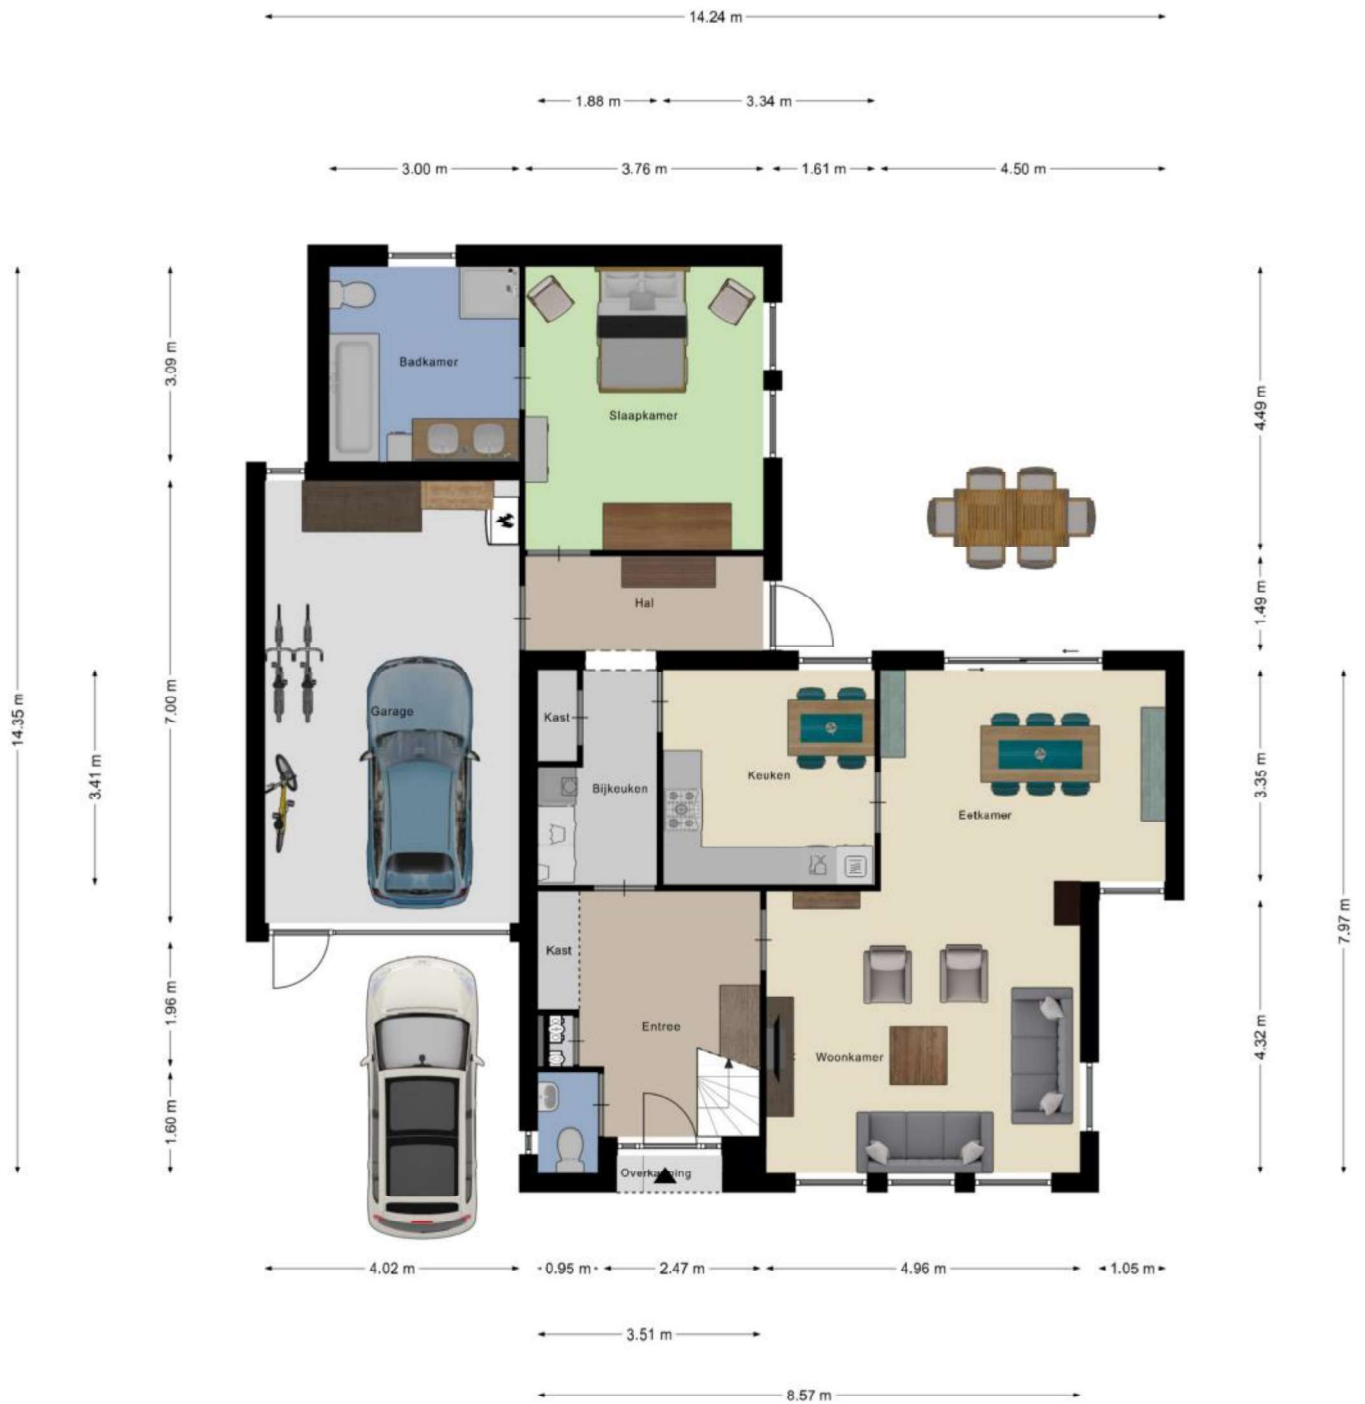 14.24 m
1.88 m
3.34 m
3.00 m
3.76 m
1.61 m
4.50 m
14.35 m
3.09 m
7.00 m
3.41 m
1.96 m
1.60 m
4.49 m
1.49 m
3.35 m
4.32 m
7.97 m
Badkamer
Slaapkamer
Hal
Garage
Kast
Bijkeuken
Keuken
Eetkamer
Kast
Entree
Woonkamer
Overkapping
4.02 m
0.95 m
2.47 m
4.96 m
1.05 m
3.51 m
8.57 m